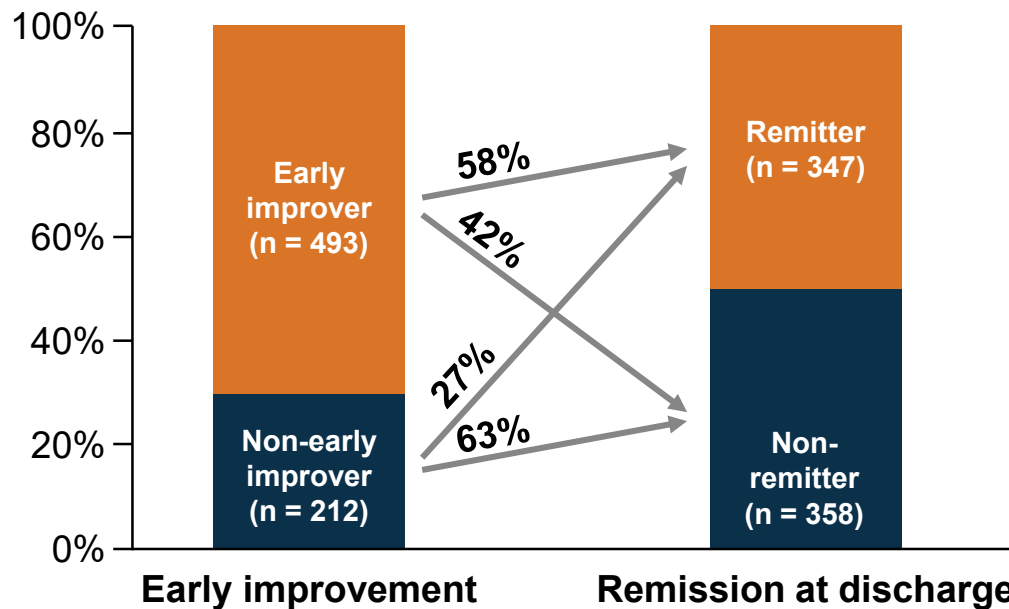 100%
80%
60%
40%
20%
0%
Early
improver
(n = 493)
Non-early
improver
(n = 212)
58%
42%
27%
63%
Remitter
(n = 347)
Non-
remitter
(n = 358)
Early improvement
Remission at discharge